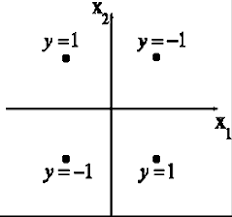 x₂
y = 1
y = −1
x₁
y = −1
y = 1